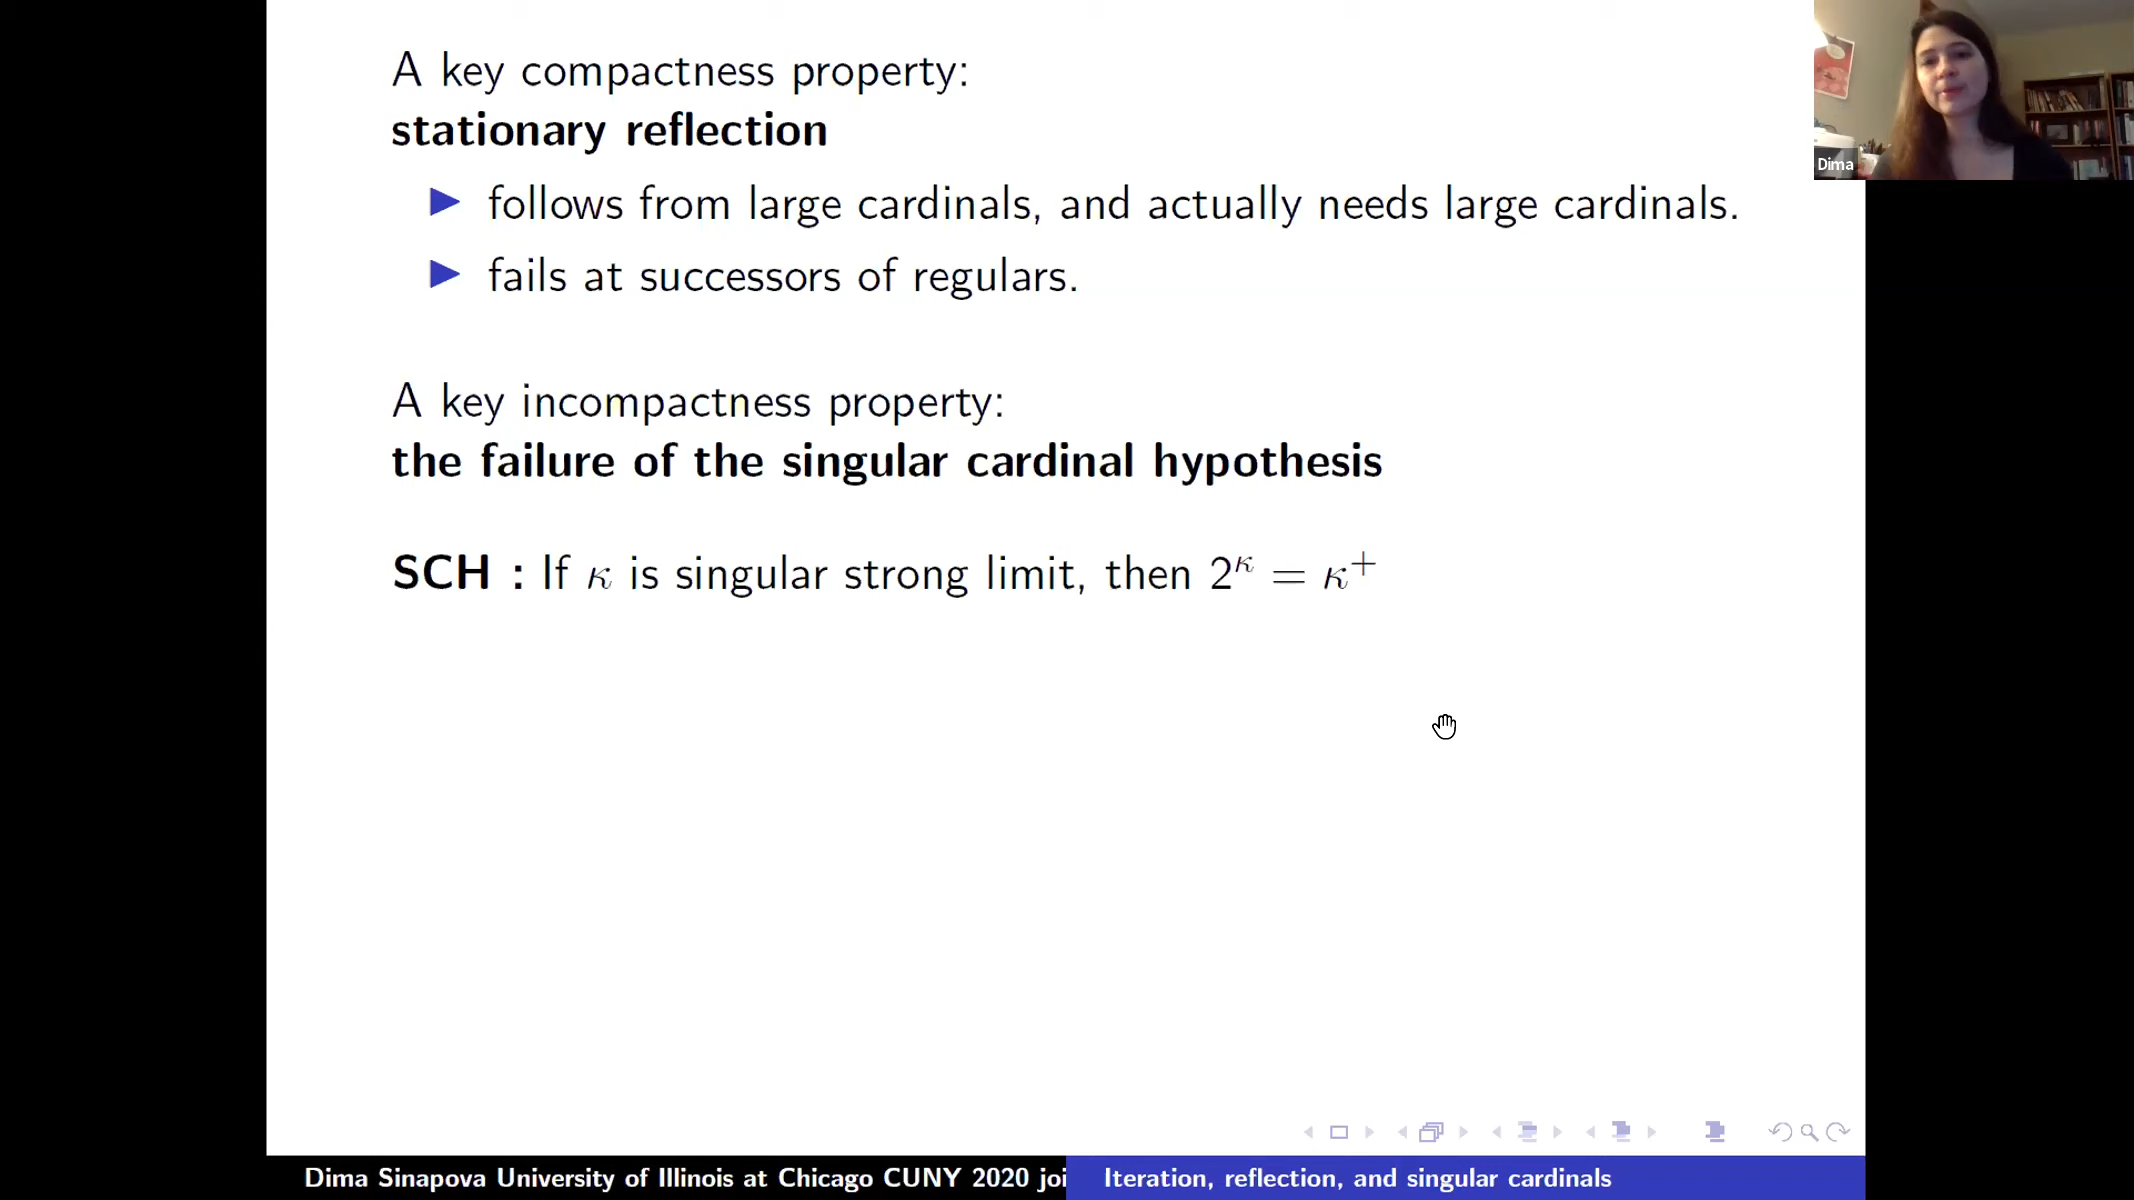 A key compactness property:
stationary reflection
▶ follows from large cardinals, and actually needs large cardinals.
▶ fails at successors of regulars.
A key incompactness property:
the failure of the singular cardinal hypothesis
SCH : If κ is singular strong limit, then 2^κ = κ^+
Dima
Dima Sinapova University of Illinois at Chicago CUNY 2020 joi
Iteration, reflection, and singular cardinals